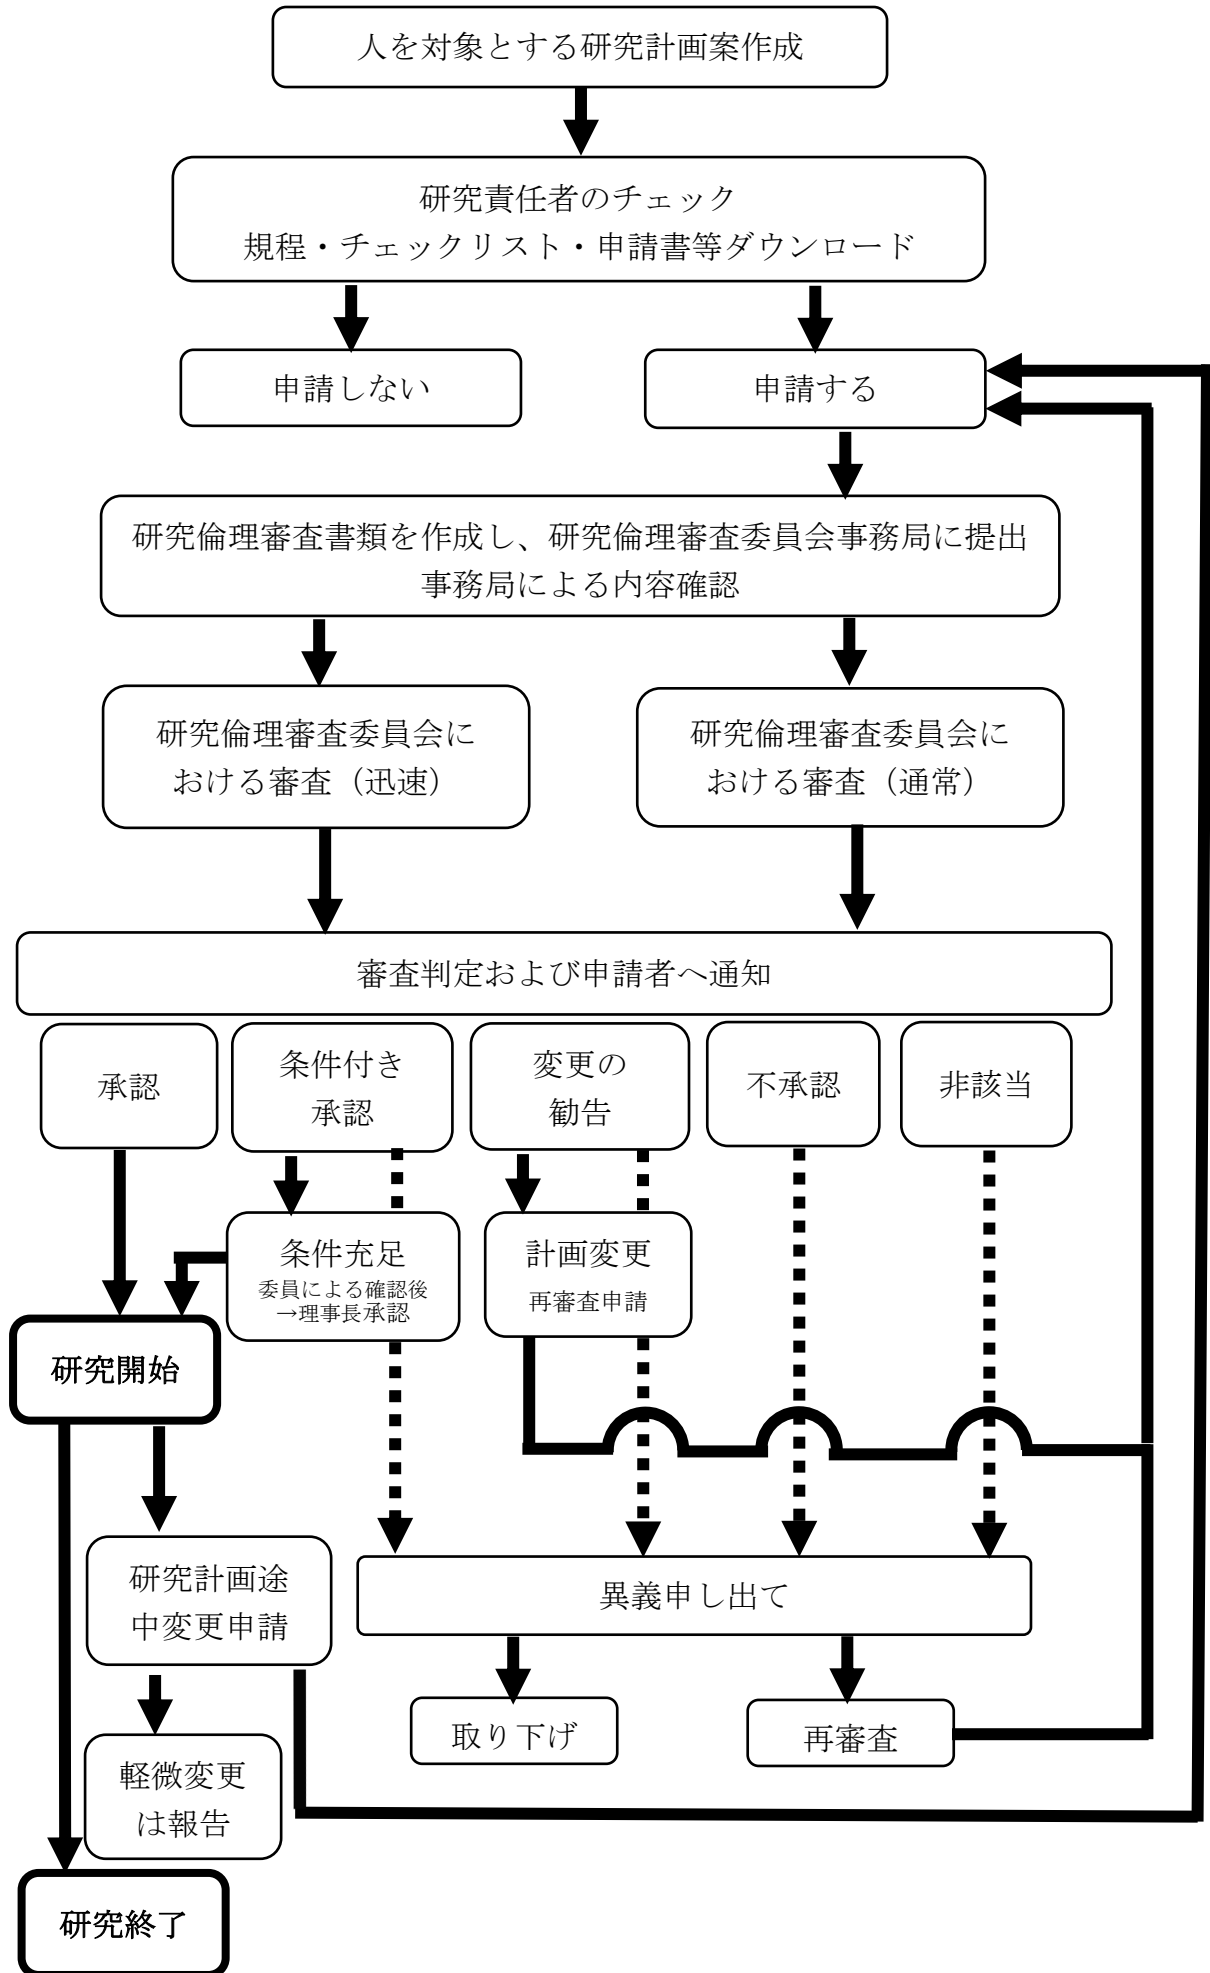 人を対象とする研究計画案作成
研究責任者のチェック
規程・チェックリスト・申請書等ダウンロード
申請しない
申請する
研究倫理審査書類を作成し、研究倫理審査委員会事務局に提出
事務局による内容確認
研究倫理審査委員会に
おける審査（迅速）
研究倫理審査委員会に
おける審査（通常）
審査判定および申請者へ通知
承認
条件付き
承認
変更の
勧告
不承認
非該当
条件充足
委員による確認後
→理事長承認
計画変更
再審査申請
研究開始
研究計画途
中変更申請
異義申し出て
取り下げ
再審査
軽微変更
は報告
研究終了